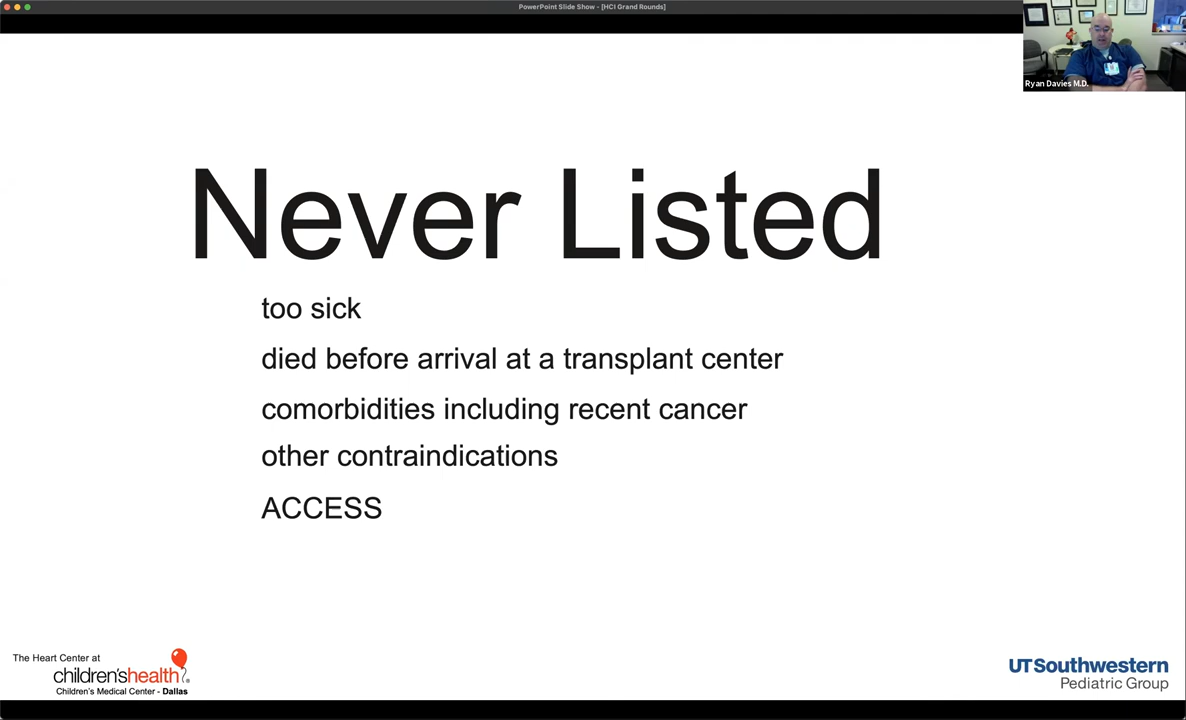 PowerPoint Slide Show - [HCI Grand Rounds]
Ryan Davies M.D.
Never Listed
too sick
died before arrival at a transplant center
comorbidities including recent cancer
other contraindications
ACCESS
The Heart Center at
children'shealth®
Children's Medical Center - Dallas
UTSouthwestern
Pediatric Group